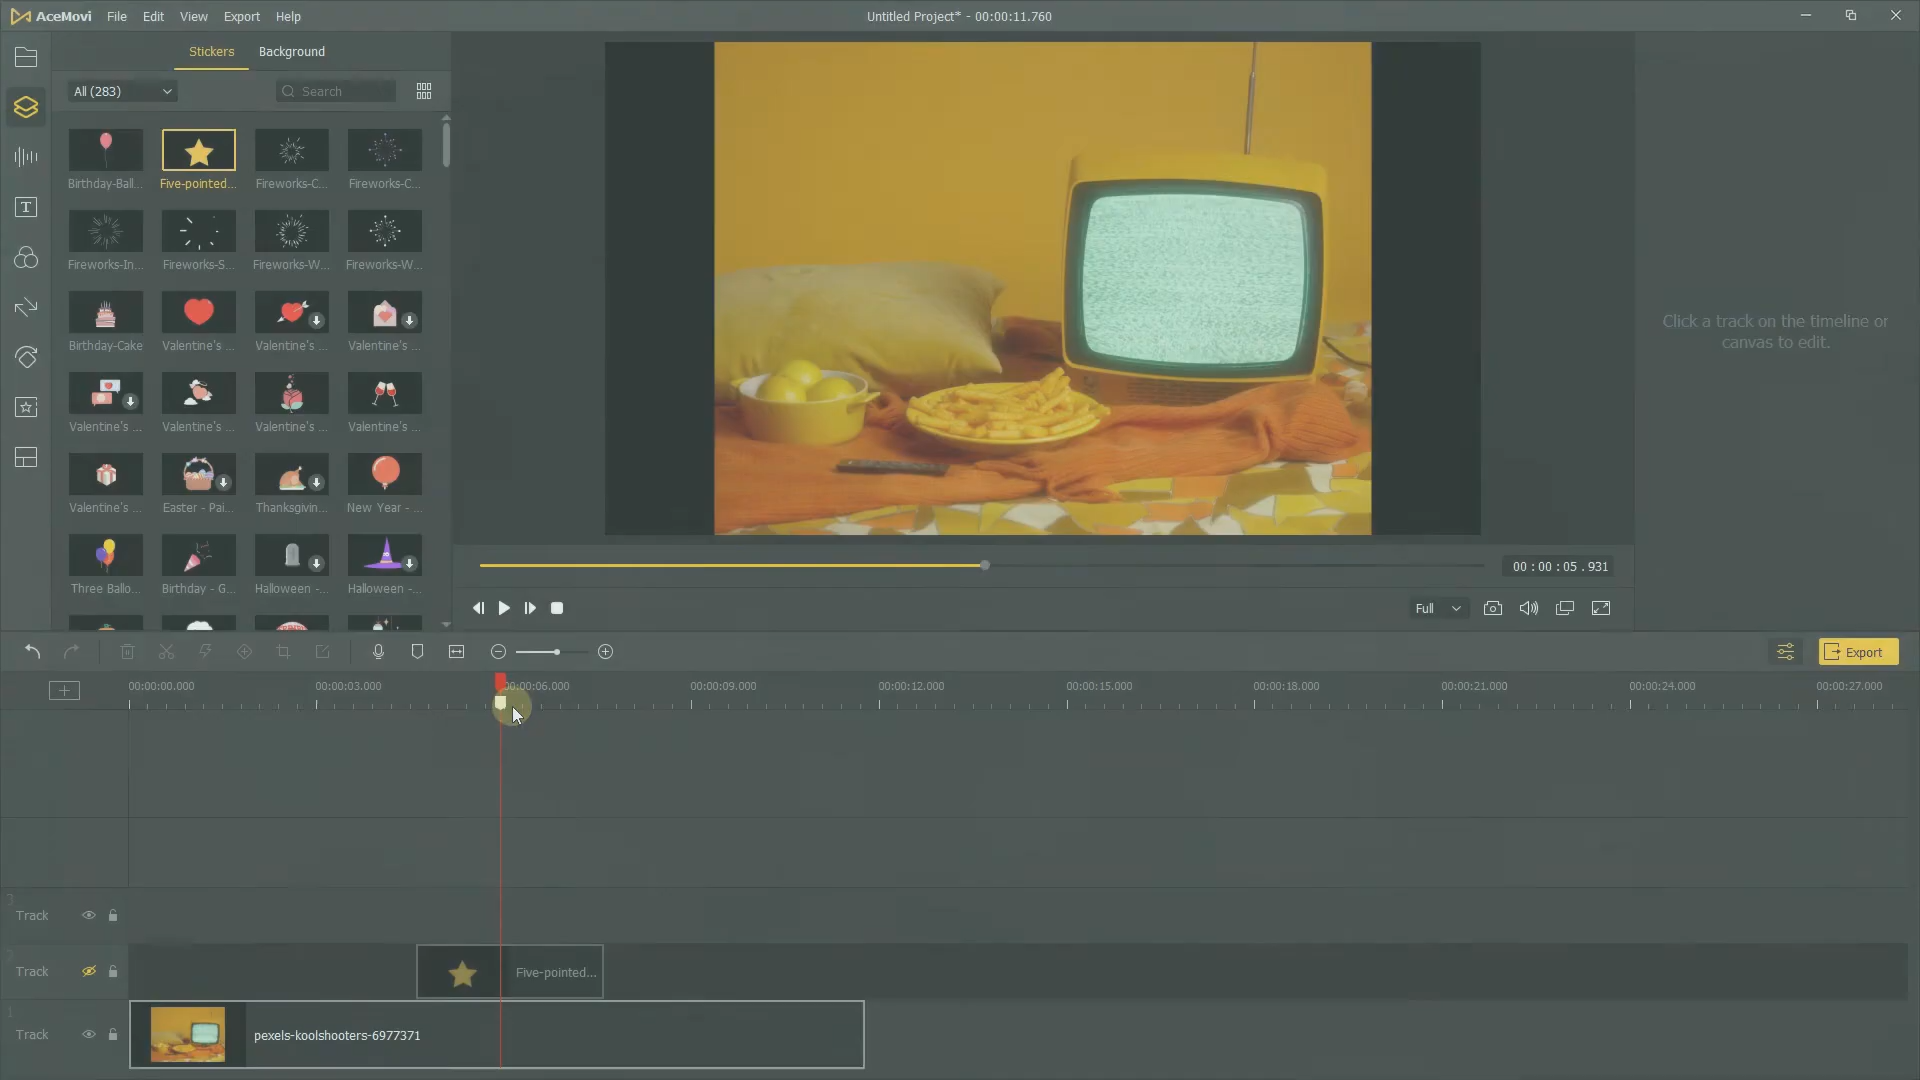 AceMovi File Edit View Export Help
Untitled Project* - 00:00:11.760
Stickers Background
All (283) Search
Birthday-Ball... Five-pointed... Fireworks-C... Fireworks-C...
Fireworks-In... Fireworks-S... Fireworks-W... Fireworks-W...
Birthday-Cake Valentine's ... Valentine's ... Valentine's ...
Valentine's ... Valentine's ... Valentine's ... Valentine's ...
Valentine's ... Easter - Pai... Thanksgivin... New Year - ...
Three Ballo... Birthday - G... Halloween -... Halloween -...
Click a track on the timeline or
canvas to edit.
00 : 00 : 05 . 931
Full
Export
00:00:00.000 00:00:03.000 00:00:06.000 00:00:09.000 00:00:12.000 00:00:15.000 00:00:18.000 00:00:21.000 00:00:24.000 00:00:27.000
3
Track
2
Track Five-pointed...
1
Track pexels-koolshooters-6977371